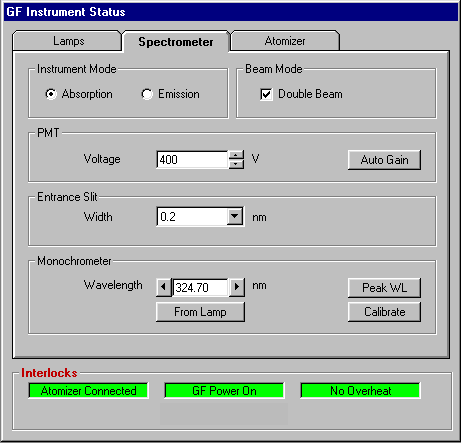 GF Instrument Status
Lamps Spectrometer Atomizer
Instrument Mode Beam Mode
Absorption Emission Double Beam
PMT
Voltage 400 V Auto Gain
Entrance Slit
Width 0.2 nm
Monochrometer
Wavelength 324.70 nm Peak WL
From Lamp Calibrate
Interlocks
Atomizer Connected GF Power On No Overheat